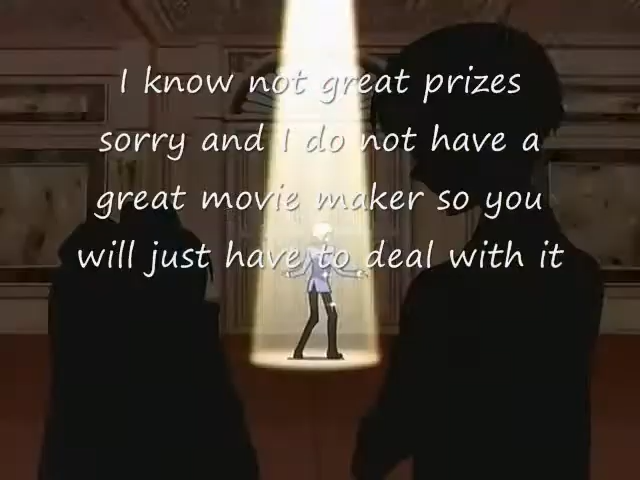 I know not great prizes
sorry and I do not have a
great movie maker so you
will just have to deal with it